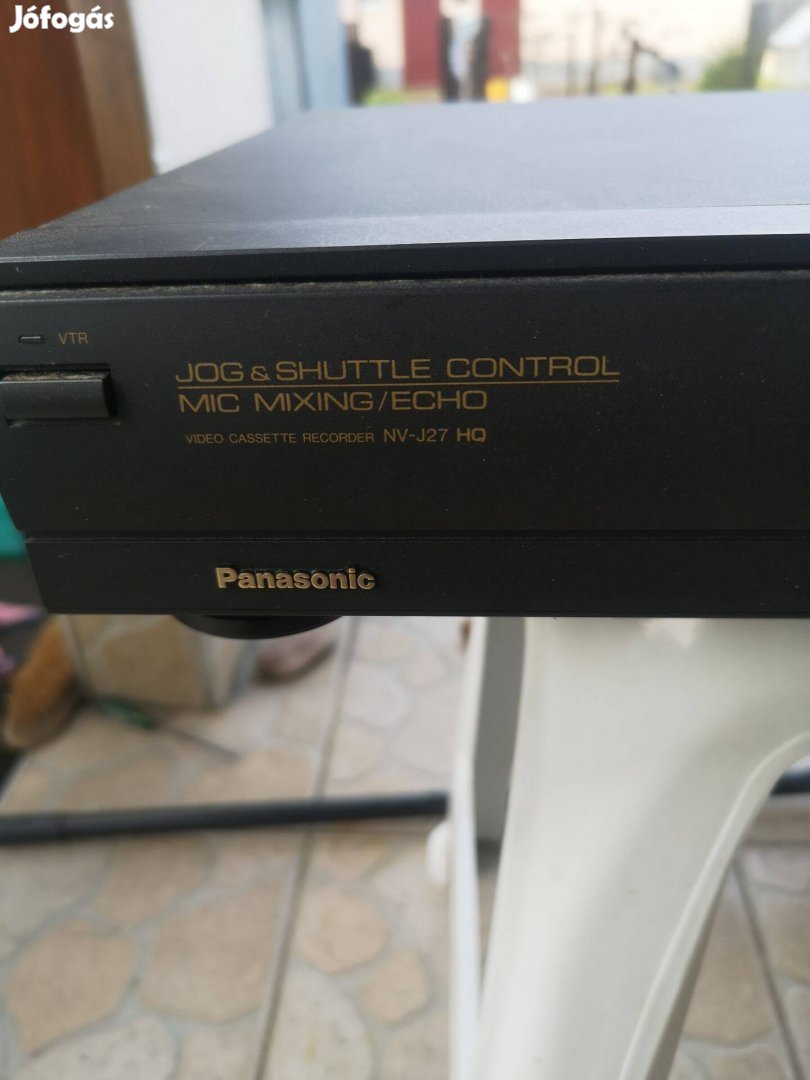 Jófogás
VTR
JOG & SHUTTLE CONTROL
MIC MIXING/ECHO
VIDEO CASSETTE RECORDER NV-J27 HQ
Panasonic